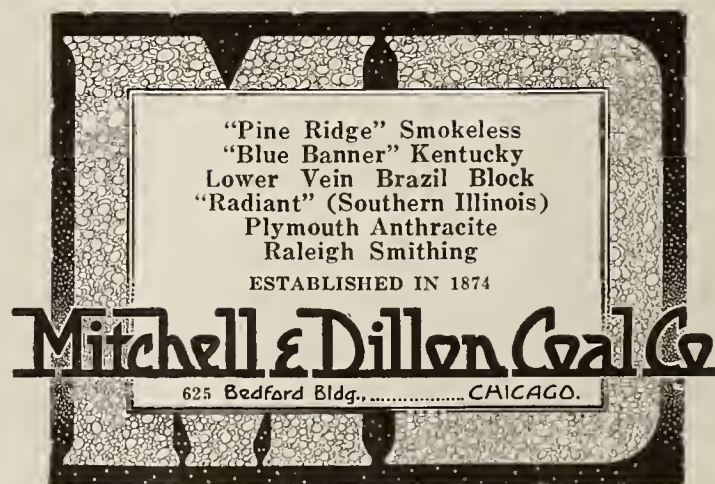 MD
"Pine Ridge" Smokeless
"Blue Banner" Kentucky
Lower Vein Brazil Block
"Radiant" (Southern Illinois)
Plymouth Anthracite
Raleigh Smithing
ESTABLISHED IN 1874
Mitchell & Dillon Coal Co
625 Bedford Bldg., .................. CHICAGO.